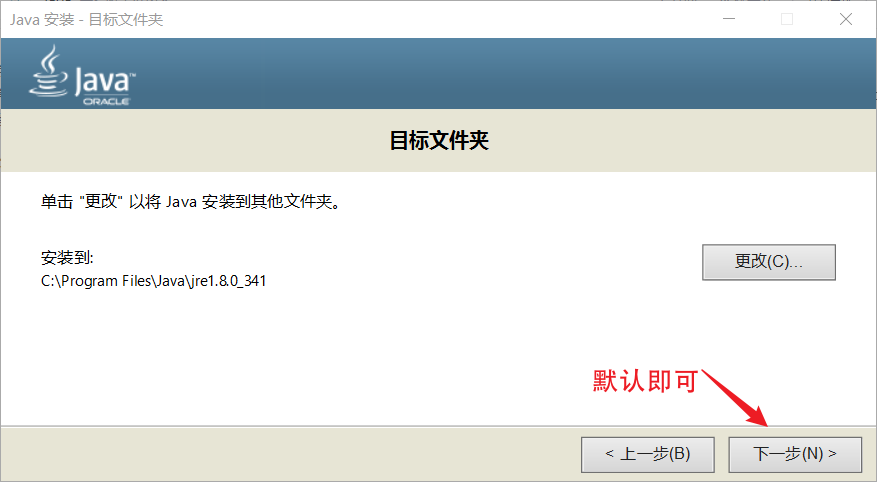 Java 安装 - 目标文件夹
Java™
ORACLE
目标文件夹
单击 "更改" 以将 Java 安装到其他文件夹。
安装到:
更改(C)...
C:\Program Files\Java\jre1.8.0_341
默认即可
< 上一步(B)
下一步(N) >